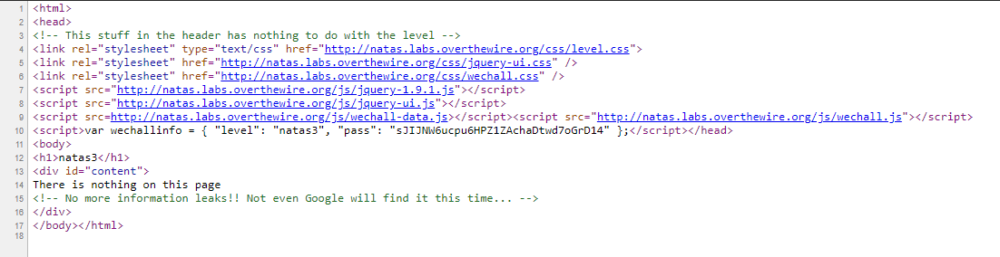 1 <html>
2 <head>
3 <!-- This stuff in the header has nothing to do with the level -->
4 <link rel="stylesheet" type="text/css" href="http://natas.labs.overthewire.org/css/level.css">
5 <link rel="stylesheet" href="http://natas.labs.overthewire.org/css/jquery-ui.css" />
6 <link rel="stylesheet" href="http://natas.labs.overthewire.org/css/wechall.css" />
7 <script src="http://natas.labs.overthewire.org/js/jquery-1.9.1.js"></script>
8 <script src="http://natas.labs.overthewire.org/js/jquery-ui.js"></script>
9 <script src=http://natas.labs.overthewire.org/js/wechall-data.js></script><script src="http://natas.labs.overthewire.org/js/wechall.js"></script>
10 <script>var wechallinfo = { "level": "natas3", "pass": "sJIJNW6ucpu6HPZ1ZAchaDtwd7oGrD14" };</script></head>
11 <body>
12 <h1>natas3</h1>
13 <div id="content">
14 There is nothing on this page
15 <!-- No more information leaks!! Not even Google will find it this time... -->
16 </div>
17 </body></html>
18